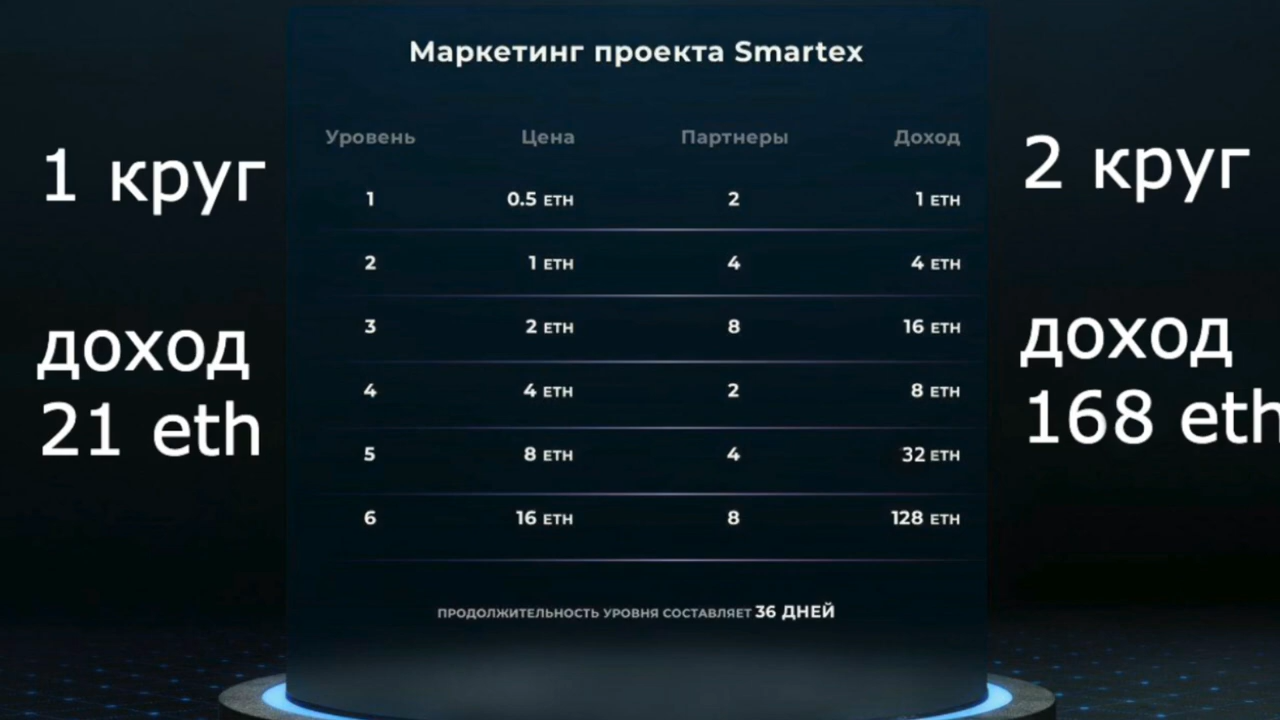 Маркетинг проекта Smartex
1 круг
доход
21 eth
Уровень Цена Партнеры Доход
1 0.5 ETH 2 1 ETH
2 1 ETH 4 4 ETH
3 2 ETH 8 16 ETH
4 4 ETH 2 8 ETH
5 8 ETH 4 32 ETH
6 16 ETH 8 128 ETH
ПРОДОЛЖИТЕЛЬНОСТЬ УРОВНЯ СОСТАВЛЯЕТ 36 ДНЕЙ
2 круг
доход
168 eth